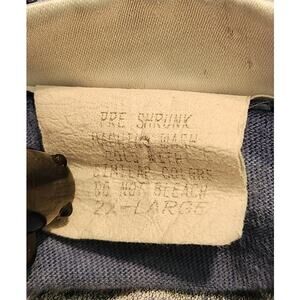 PRE SHRUNK
MACHINE WASH
COLD WITH
SIMILAR COLORS
DO NOT BLEACH
2X-LARGE